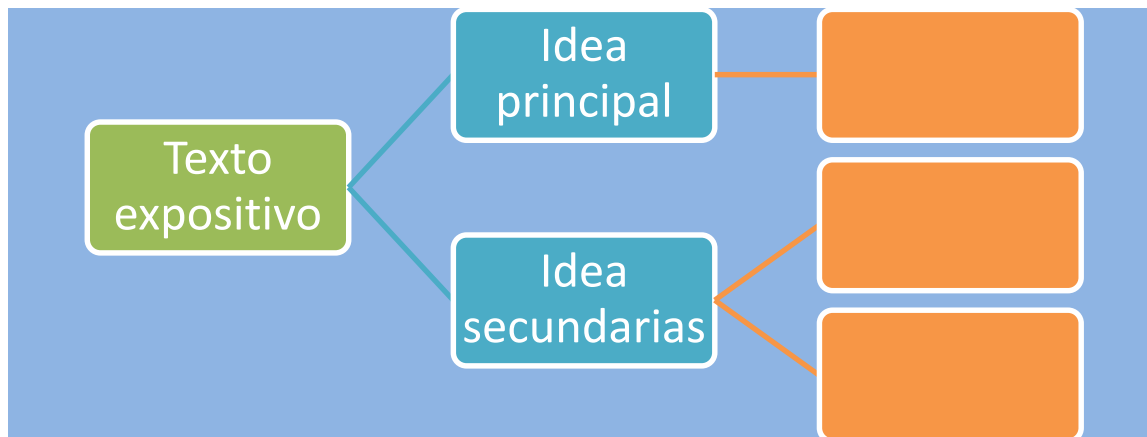 Texto
expositivo
Idea
principal
Idea
secundarias